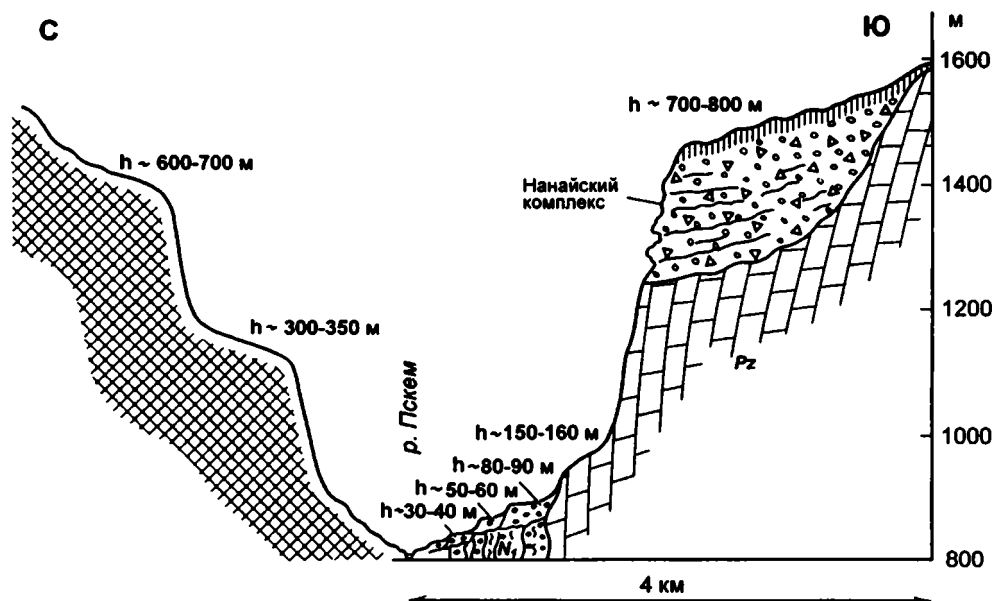 С
Ю
м
1600
h ~ 700-800 м
h ~ 600-700 м
Нанайский
комплекс
1400
h ~ 300-350 м
1200
р. Пскем
Pz
h ~150-160 м
1000
h ~80-90 м
h ~ 50-60 м
h ~30-40 м
N₁
800
4 км